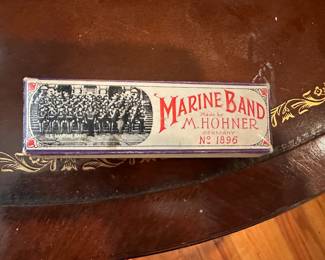 MARINE BAND
Made by
M. HOHNER
GERMANY
No 1896